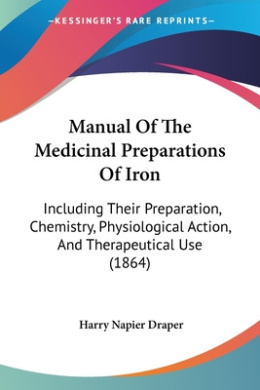 KESSINGER'S RARE REPRINTS
Manual Of The
Medicinal Preparations
Of Iron
Including Their Preparation,
Chemistry, Physiological Action,
And Therapeutical Use
(1864)
Harry Napier Draper